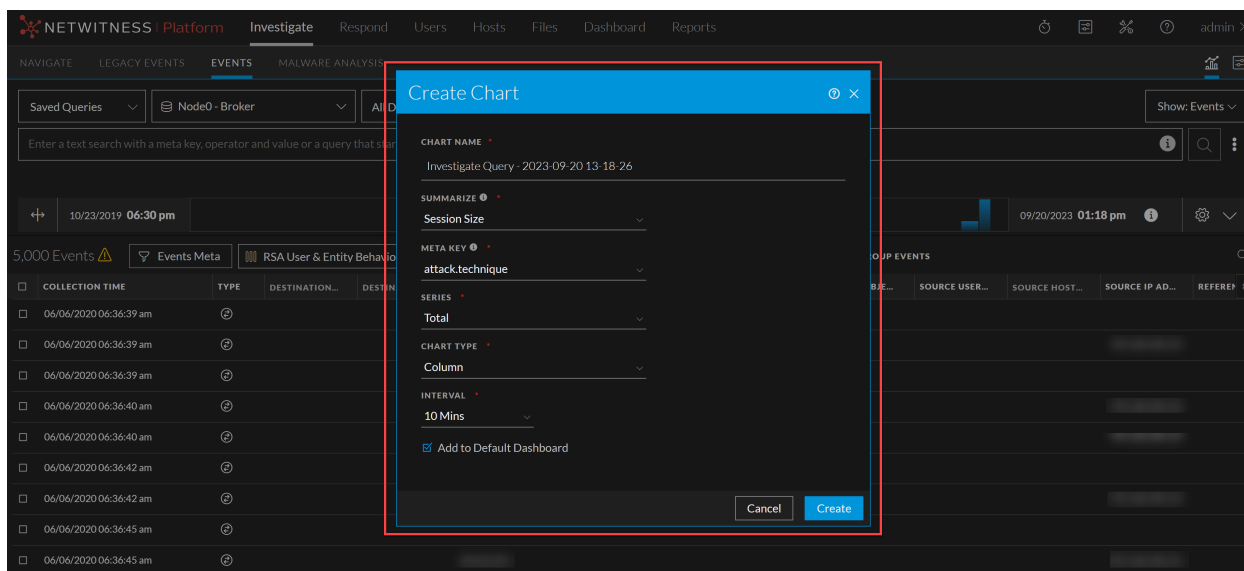 NETWITNESS Platform Investigate Respond Users Hosts Files Dashboard Reports admin
NAVIGATE LEGACY EVENTS EVENTS MALWARE ANALYSIS
Create Chart
Saved Queries Node0 - Broker Show: Events
Enter a text search with a meta key, operator and value or a query that
CHART NAME *
Investigate Query - 2023-09-20 13-18-26
SUMMARIZE *
Session Size
10/23/2019 06:30 pm 09/20/2023 01:18 pm
META KEY *
5,000 Events Events Meta RSA User & Entity EVENTS
attack.technique
COLLECTION TIME TYPE DESTINATION... SOURCE USER... SOURCE HOST... SOURCE IP AD...
SERIES *
Total
06/06/2020 06:36:39 am
06/06/2020 06:36:39 am
CHART TYPE *
Column
06/06/2020 06:36:39 am
INTERVAL *
06/06/2020 06:36:40 am
10 Mins
06/06/2020 06:36:40 am
Add to Default Dashboard
06/06/2020 06:36:42 am
06/06/2020 06:36:42 am
Cancel Create
06/06/2020 06:36:45 am
06/06/2020 06:36:45 am